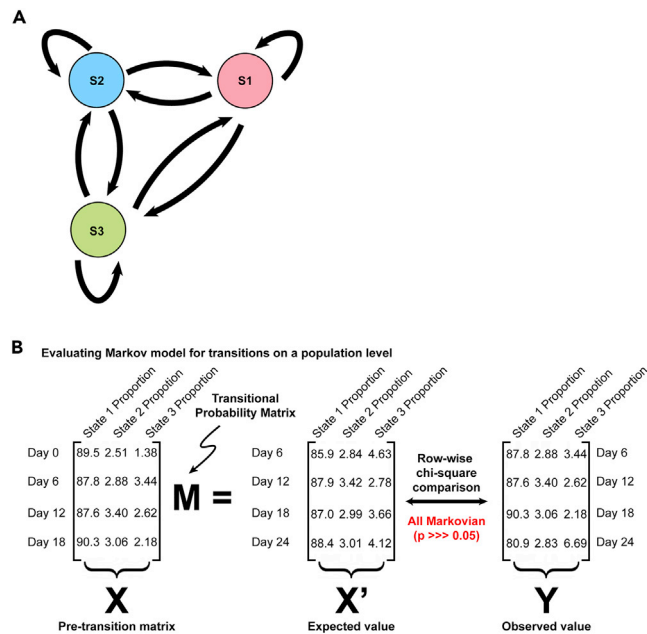 A
S2
S1
S3
B Evaluating Markov model for transitions on a population level
State 1 Proportion
State 2 Propotion
State 3 Proportion
Transitional
Probability Matrix
State 1 Proportion
State 2 Propotion
State 3 Proportion
State 1 Proportion
State 2 Propotion
State 3 Proportion
Day 0 89.5 2.51 1.38
Day 6 87.8 2.88 3.44
Day 12 87.6 3.40 2.62
Day 18 90.3 3.06 2.18
M =
Day 6 85.9 2.84 4.63
Day 12 87.9 3.42 2.78
Day 18 87.0 2.99 3.66
Day 24 88.4 3.01 4.12
Row-wise
chi-square
comparison
All Markovian
(p >>> 0.05)
87.8 2.88 3.44 Day 6
87.6 3.40 2.62 Day 12
90.3 3.06 2.18 Day 18
80.9 2.83 6.69 Day 24
X
Pre-transition matrix
X'
Expected value
Y
Observed value